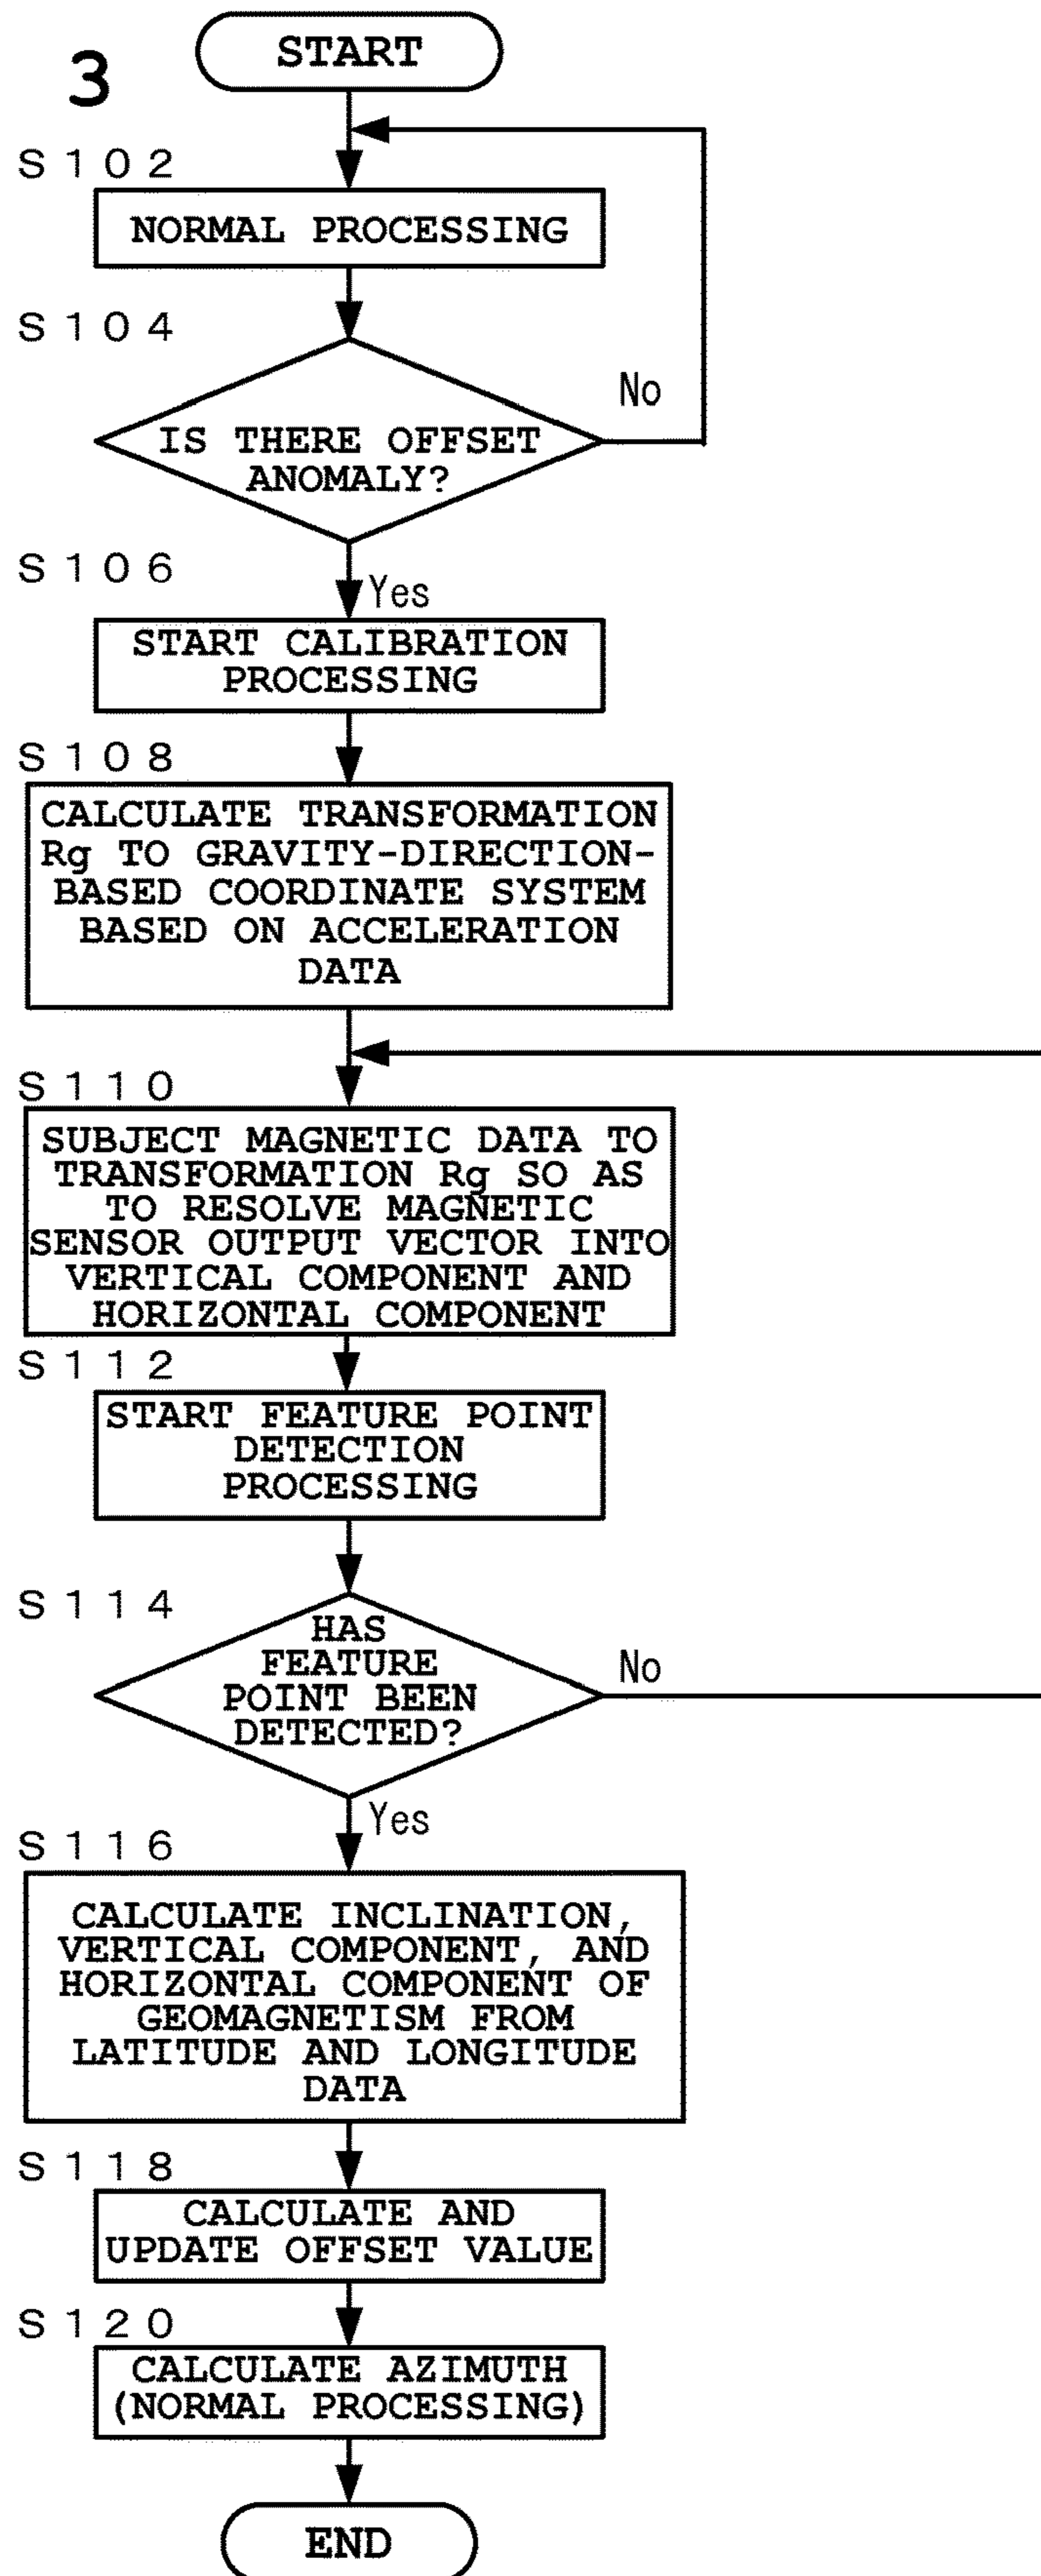 3
START
S102
NORMAL PROCESSING
S104
No
IS THERE OFFSET
ANOMALY?
S106
Yes
START CALIBRATION
PROCESSING
S108
CALCULATE TRANSFORMATION
Rg TO GRAVITY-DIRECTION-
BASED COORDINATE SYSTEM
BASED ON ACCELERATION
DATA
S110
SUBJECT MAGNETIC DATA TO
TRANSFORMATION Rg SO AS
TO RESOLVE MAGNETIC
SENSOR OUTPUT VECTOR INTO
VERTICAL COMPONENT AND
HORIZONTAL COMPONENT
S112
START FEATURE POINT
DETECTION
PROCESSING
S114
HAS
FEATURE
POINT BEEN
DETECTED?
No
Yes
S116
CALCULATE INCLINATION,
VERTICAL COMPONENT, AND
HORIZONTAL COMPONENT OF
GEOMAGNETISM FROM
LATITUDE AND LONGITUDE
DATA
S118
CALCULATE AND
UPDATE OFFSET VALUE
S120
CALCULATE AZIMUTH
(NORMAL PROCESSING)
END